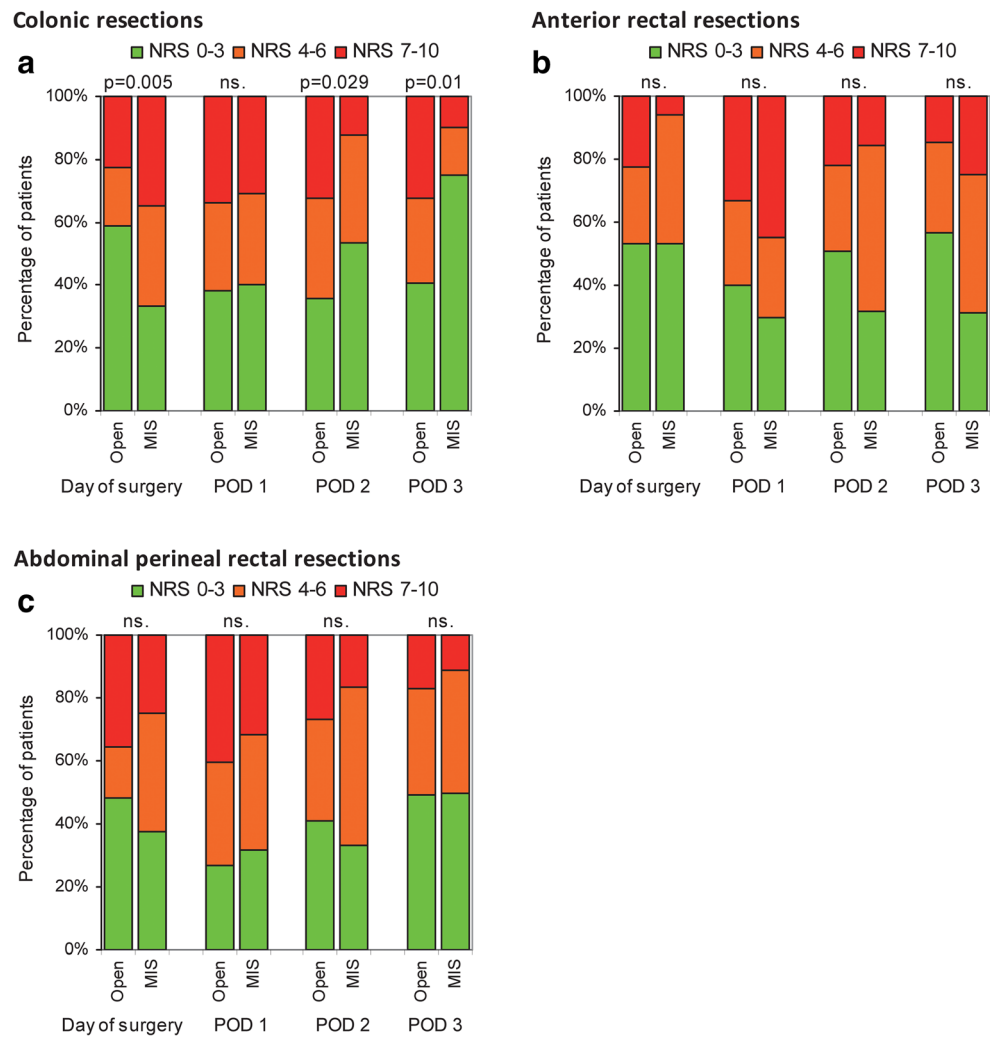 Colonic resections
a
NRS 0-3 NRS 4-6 NRS 7-10
p=0.005 ns. p=0.029 p=0.01
Percentage of patients
100%
80%
60%
40%
20%
0%
Open MIS Open MIS Open MIS Open MIS
Day of surgery POD 1 POD 2 POD 3
Anterior rectal resections
b
NRS 0-3 NRS 4-6 NRS 7-10
ns. ns. ns. ns.
Percentage of patients
100%
80%
60%
40%
20%
0%
Open MIS Open MIS Open MIS Open MIS
Day of surgery POD 1 POD 2 POD 3
Abdominal perineal rectal resections
c
NRS 0-3 NRS 4-6 NRS 7-10
ns. ns. ns. ns.
Percentage of patients
100%
80%
60%
40%
20%
0%
Open MIS Open MIS Open MIS Open MIS
Day of surgery POD 1 POD 2 POD 3